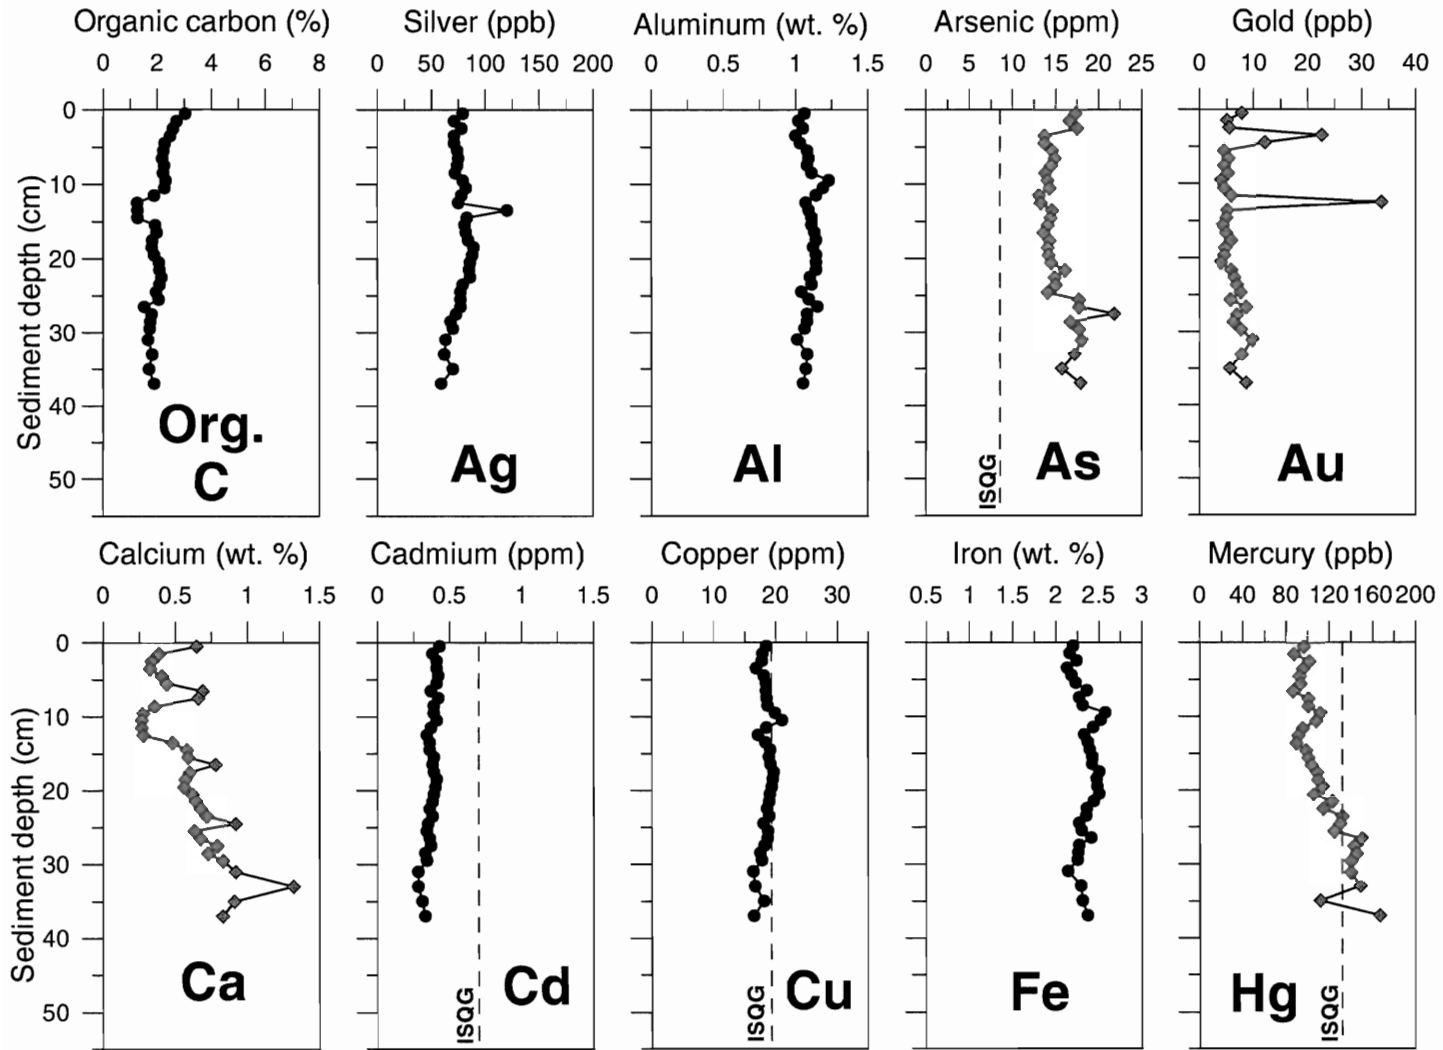 Organic carbon (%) Silver (ppb) Aluminum (wt. %) Arsenic (ppm) Gold (ppb)
0 2 4 6 8 0 50 100 150 200 0 0.5 1 1.5 0 5 10 15 20 25 0 10 20 30 40
Sediment depth (cm)
0
10
20
30
40
50
Org.
C
Ag
Al
ISQG
As
Au
Calcium (wt. %) Cadmium (ppm) Copper (ppm) Iron (wt. %) Mercury (ppb)
0 0.5 1 1.5 0 0.5 1 1.5 0 10 20 30 0.5 1 1.5 2 2.5 3 0 40 80 120 160 200
Sediment depth (cm)
0
10
20
30
40
50
Ca
ISQG
Cd
ISQG
Cu
Fe
Hg
ISQG